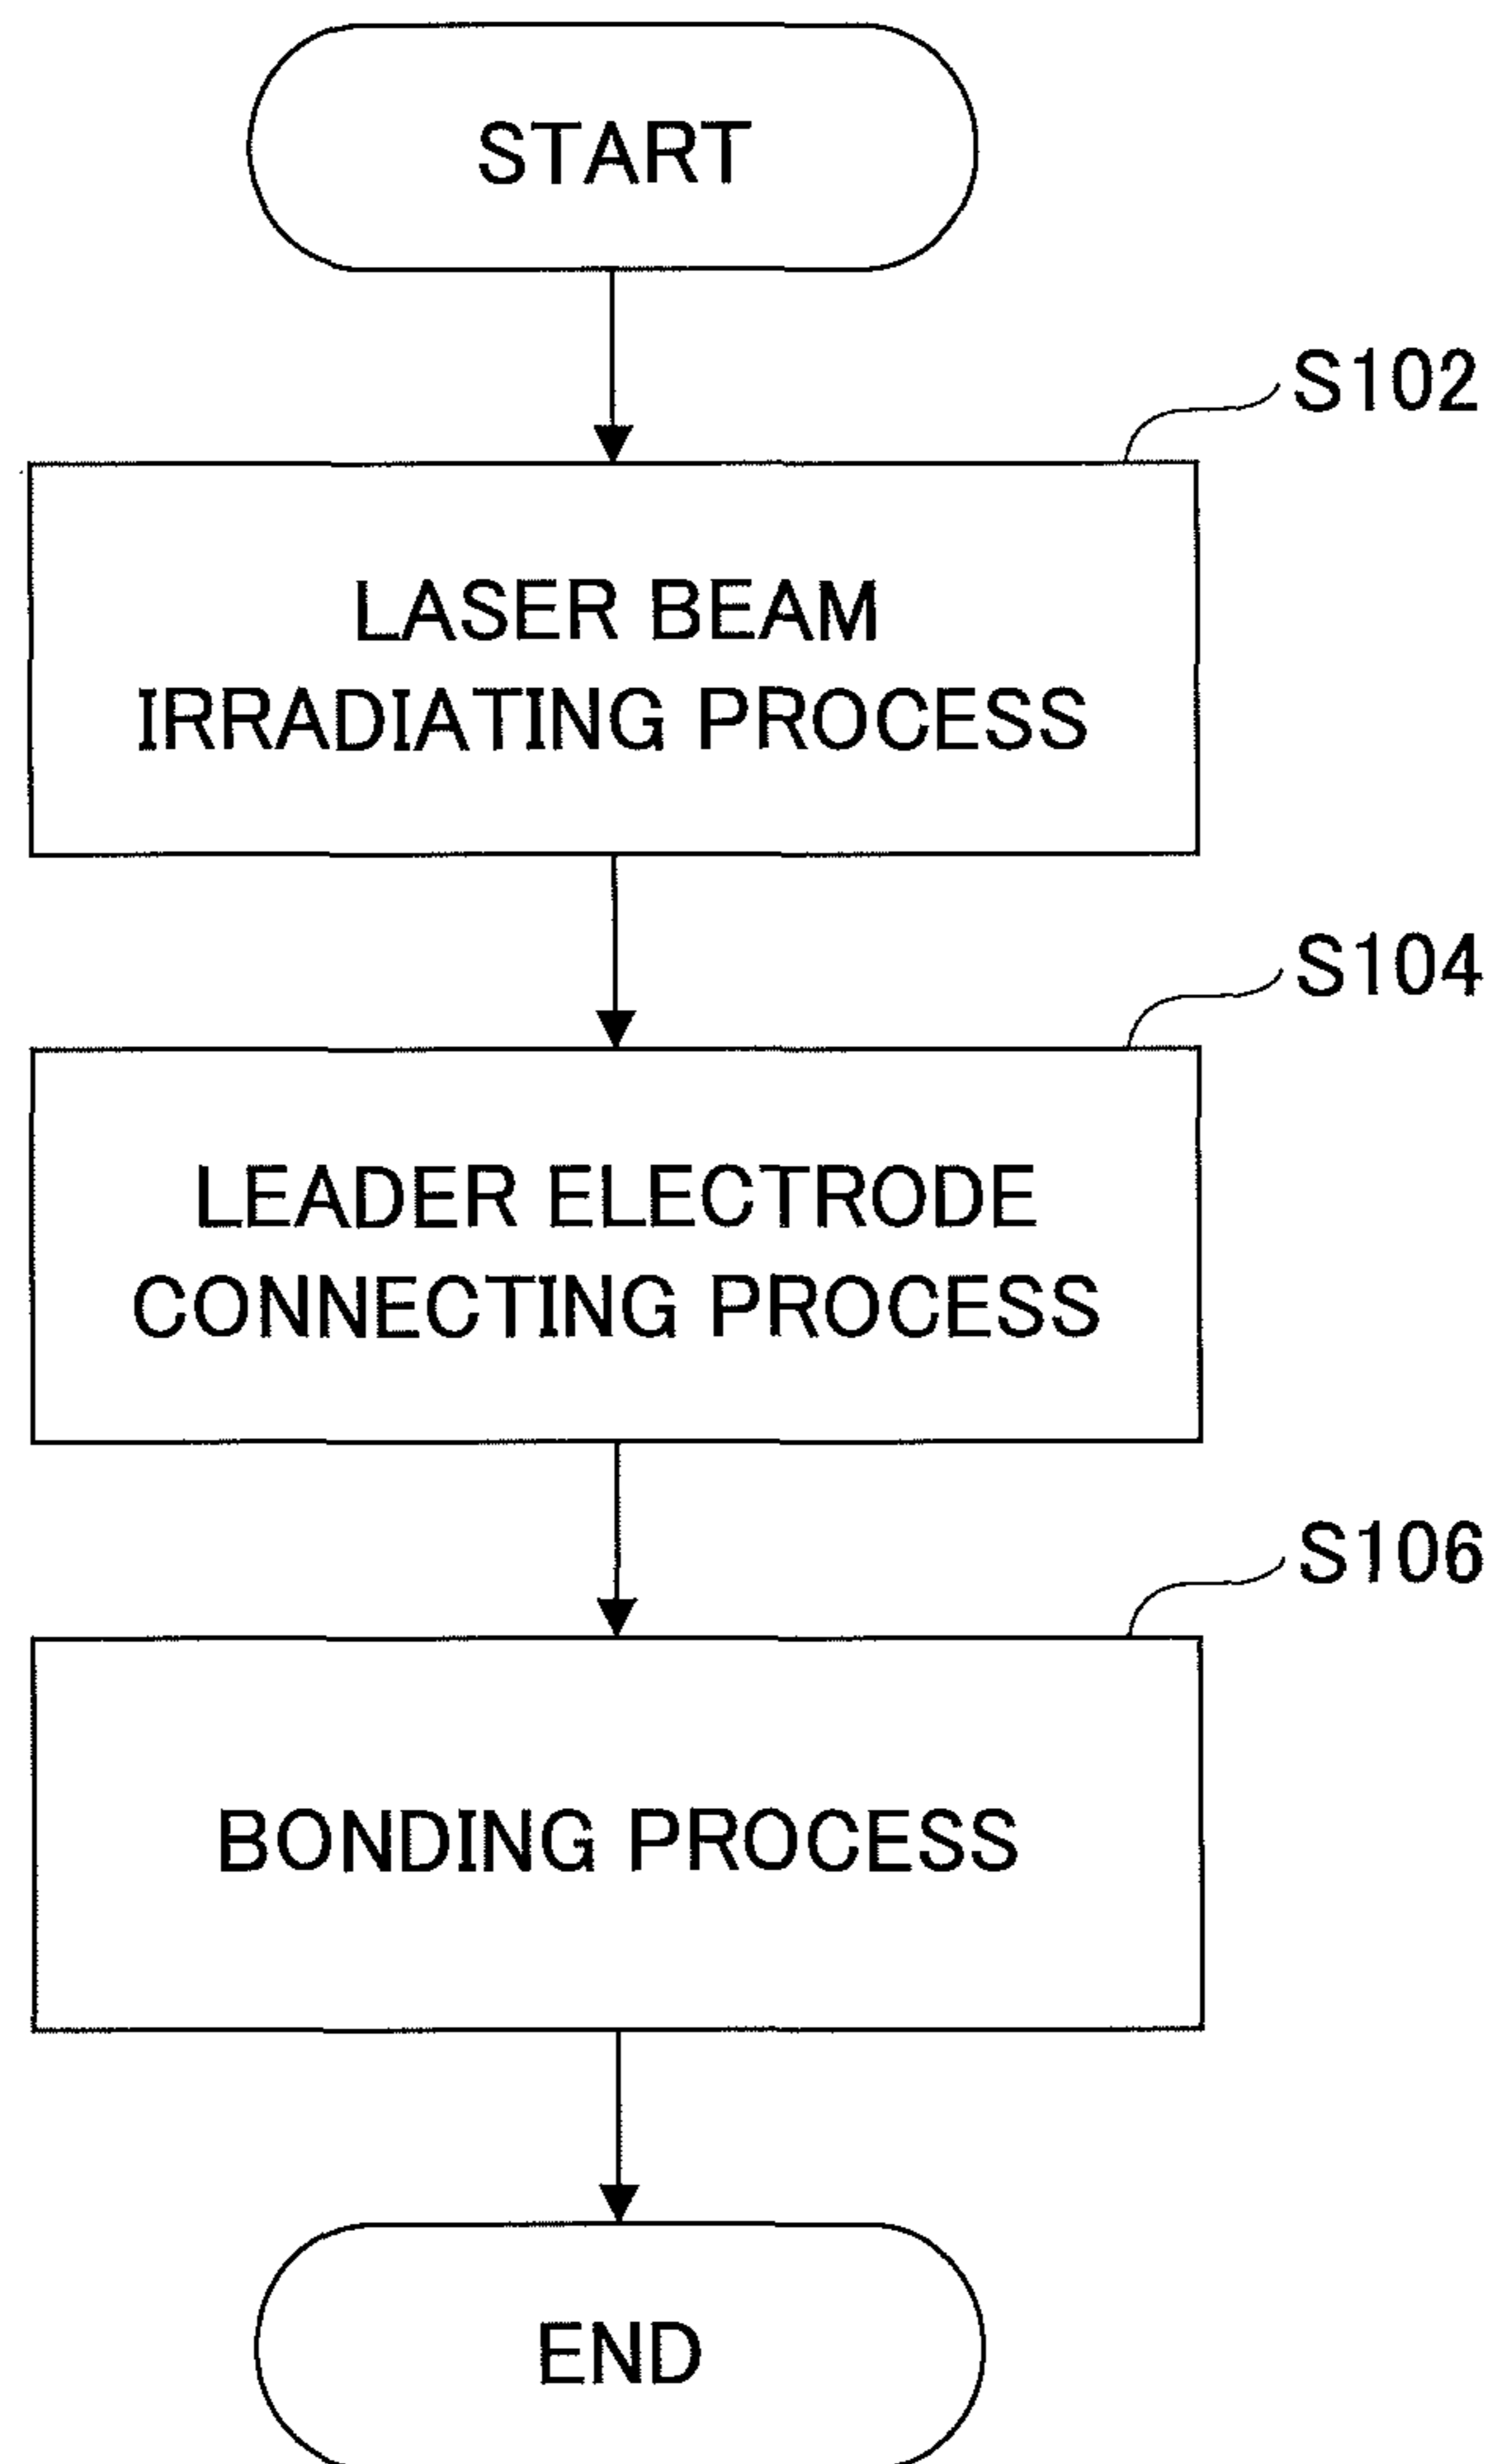 START
S102
LASER BEAM
IRRADIATING PROCESS
S104
LEADER ELECTRODE
CONNECTING PROCESS
S106
BONDING PROCESS
END